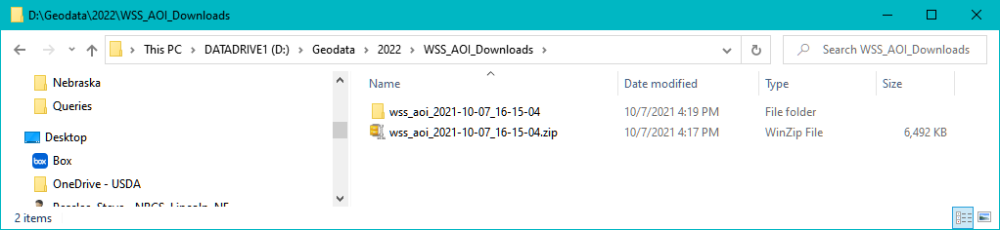 D:\Geodata\2022\WSS_AOI_Downloads
This PC > DATADRIVE1 (D:) > Geodata > 2022 > WSS_AOI_Downloads >
Search WSS_AOI_Downloads
Nebraska
Queries
Desktop
box Box
OneDrive - USDA
Name Date modified Type Size
wss_aoi_2021-10-07_16-15-04 10/7/2021 4:19 PM File folder
wss_aoi_2021-10-07_16-15-04.zip 10/7/2021 4:17 PM WinZip File 6,492 KB
2 items